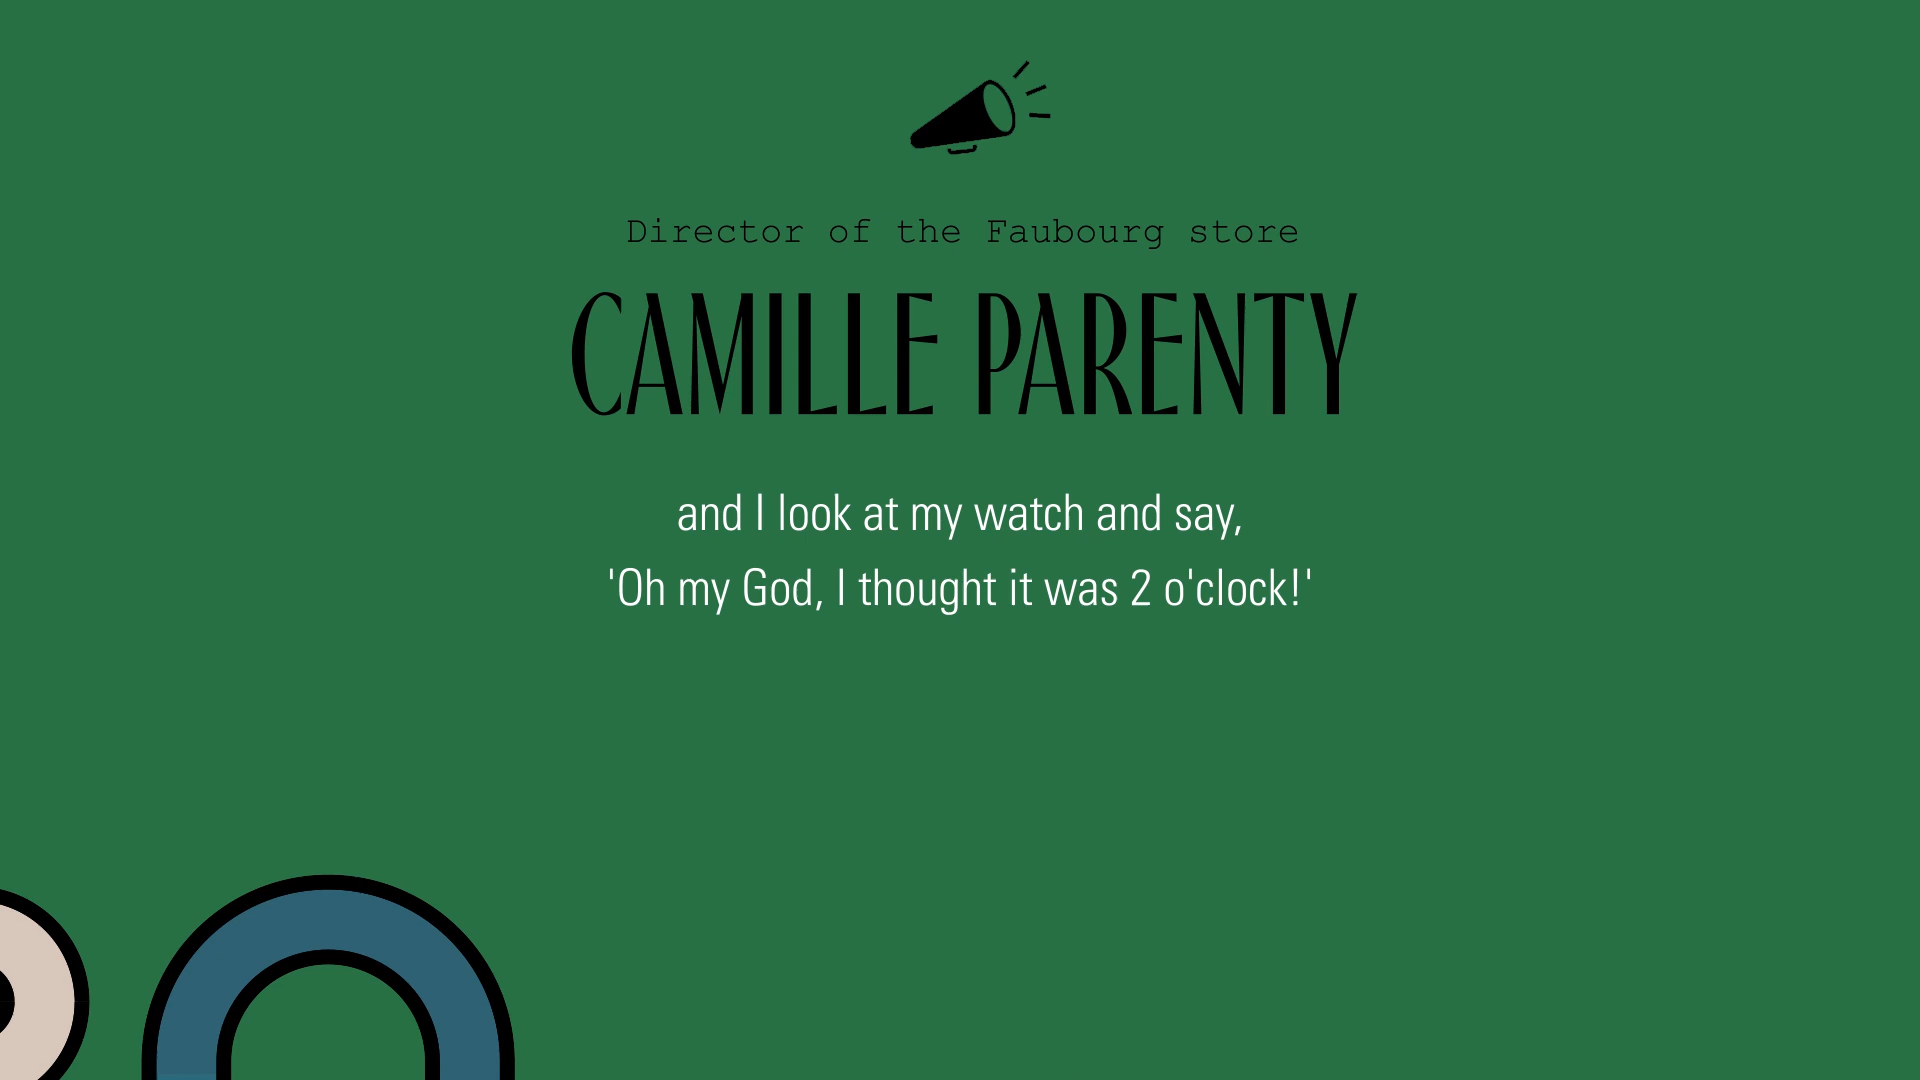 Director of the Faubourg store
CAMILLE PARENTY
and I look at my watch and say,
'Oh my God, I thought it was 2 o'clock!'